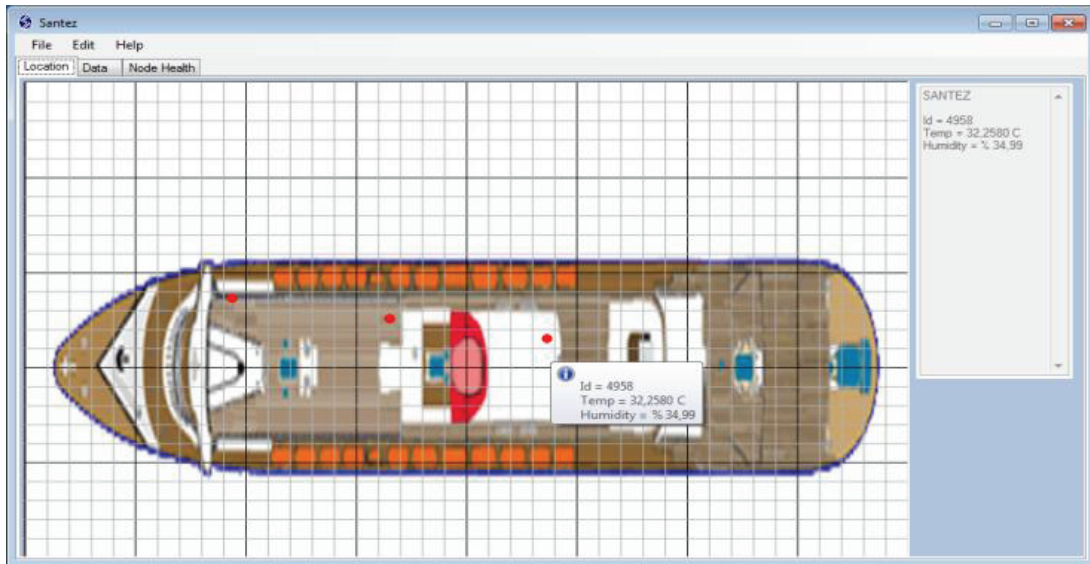 Santez
File Edit Help
Location Data Node Health
SANTEZ
Id = 4958
Temp = 32,2580 C
Humidity = % 34,99
Id = 4958
Temp = 32,2580 C
Humidity = % 34,99